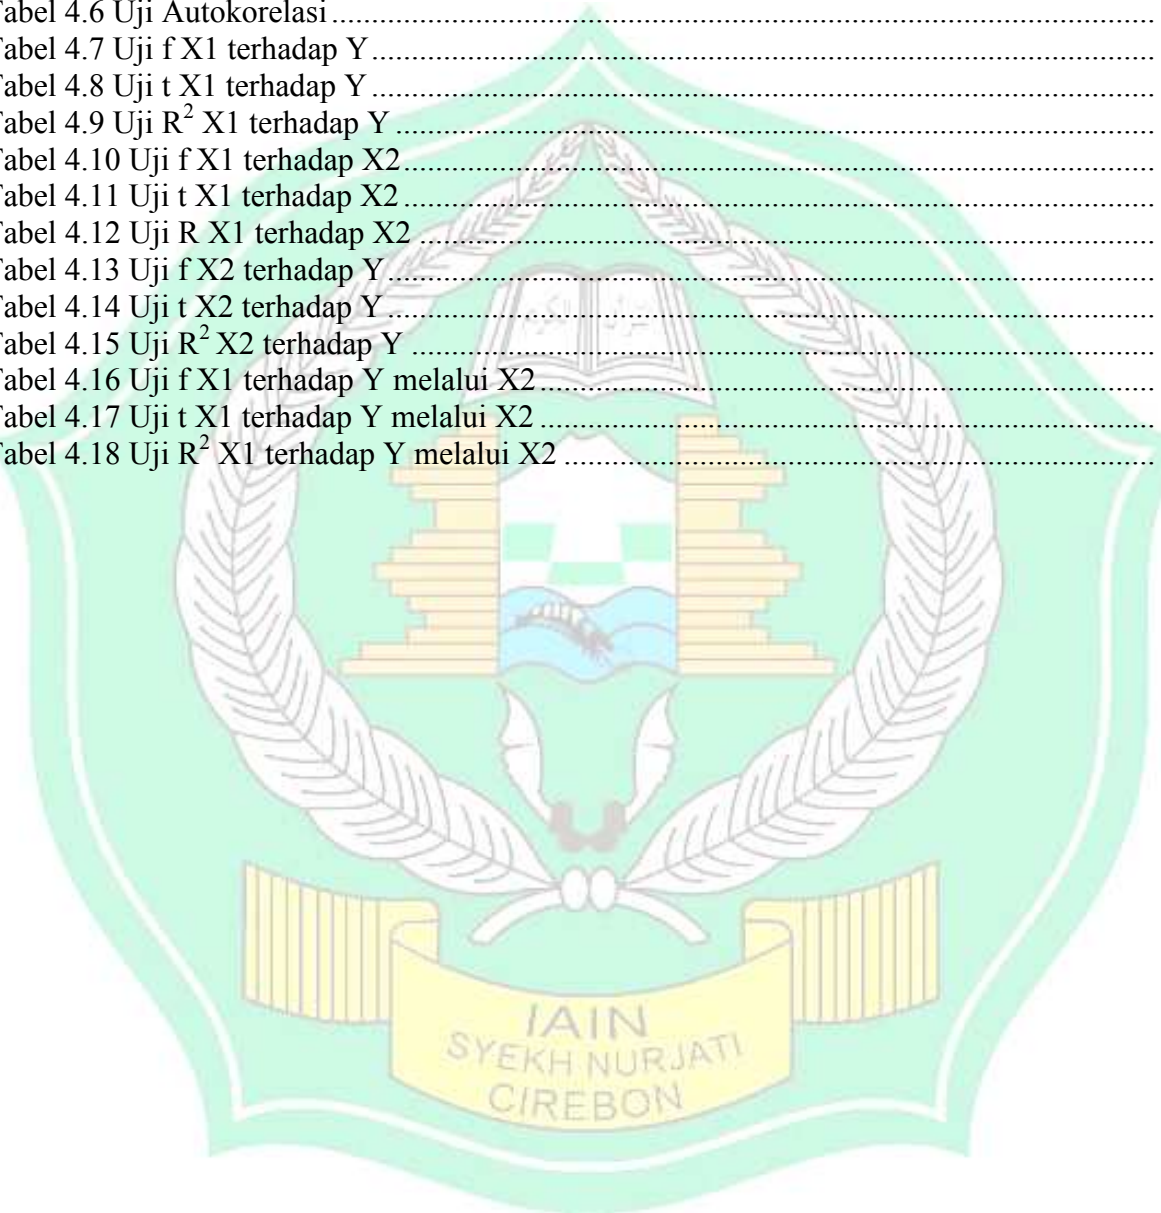 Tabel 4.6 Uji Autokorelasi
Tabel 4.7 Uji f X1 terhadap Y
Tabel 4.8 Uji t X1 terhadap Y
Tabel 4.9 Uji R² X1 terhadap Y
Tabel 4.10 Uji f X1 terhadap X2
Tabel 4.11 Uji t X1 terhadap X2
Tabel 4.12 Uji R X1 terhadap X2
Tabel 4.13 Uji f X2 terhadap Y
Tabel 4.14 Uji t X2 terhadap Y
Tabel 4.15 Uji R² X2 terhadap Y
Tabel 4.16 Uji f X1 terhadap Y melalui X2
Tabel 4.17 Uji t X1 terhadap Y melalui X2
Tabel 4.18 Uji R² X1 terhadap Y melalui X2
IAIN
SYEKH NURJATI
CIREBON